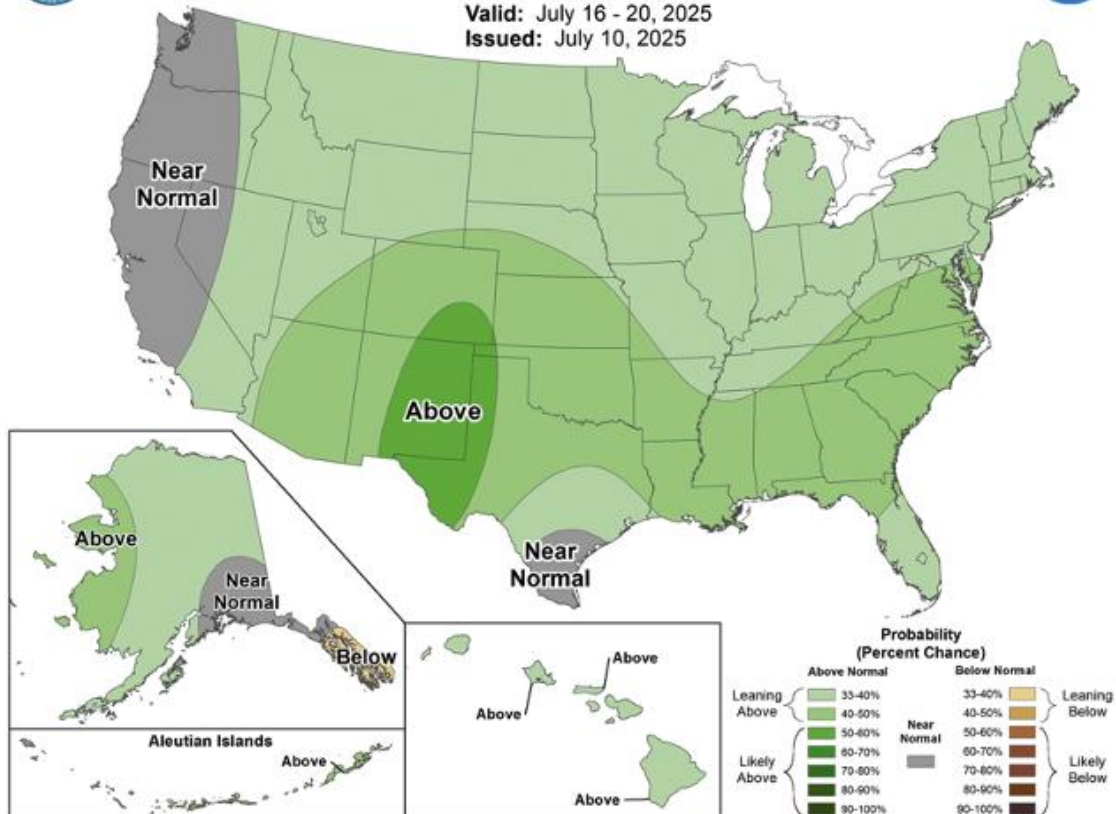 Valid: July 16 - 20, 2025
Issued: July 10, 2025
Near
Normal
Above
Near
Normal
Above
Near
Normal
Below
Aleutian Islands
Above
Above
Above
Above
Probability
(Percent Chance)
Above Normal
Below Normal
Leaning
Above
33-40%
40-50%
Likely
Above
50-60%
60-70%
70-80%
80-90%
90-100%
Near
Normal
33-40%
40-50%
Leaning
Below
50-60%
60-70%
70-80%
80-90%
90-100%
Likely
Below